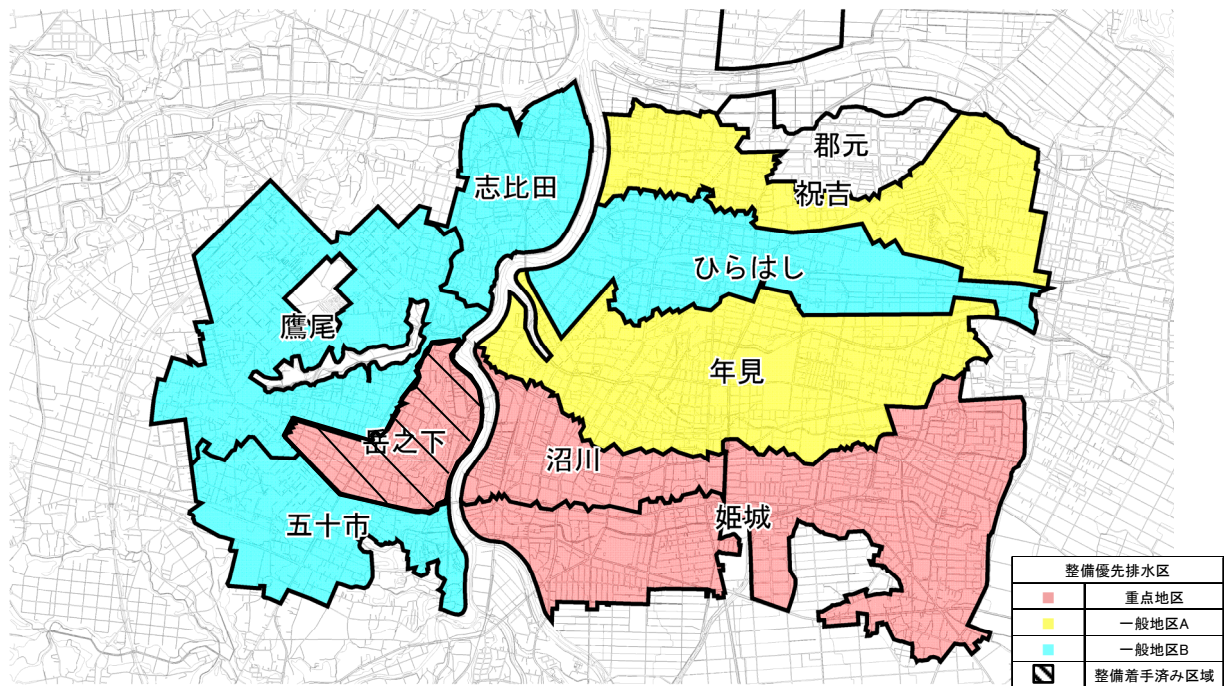 郡元
志比田
祝吉
ひらはし
鷹尾
年見
岳之下
沼川
姫城
五十市
整備優先排水区
重点地区
一般地区A
一般地区B
整備着手済み区域